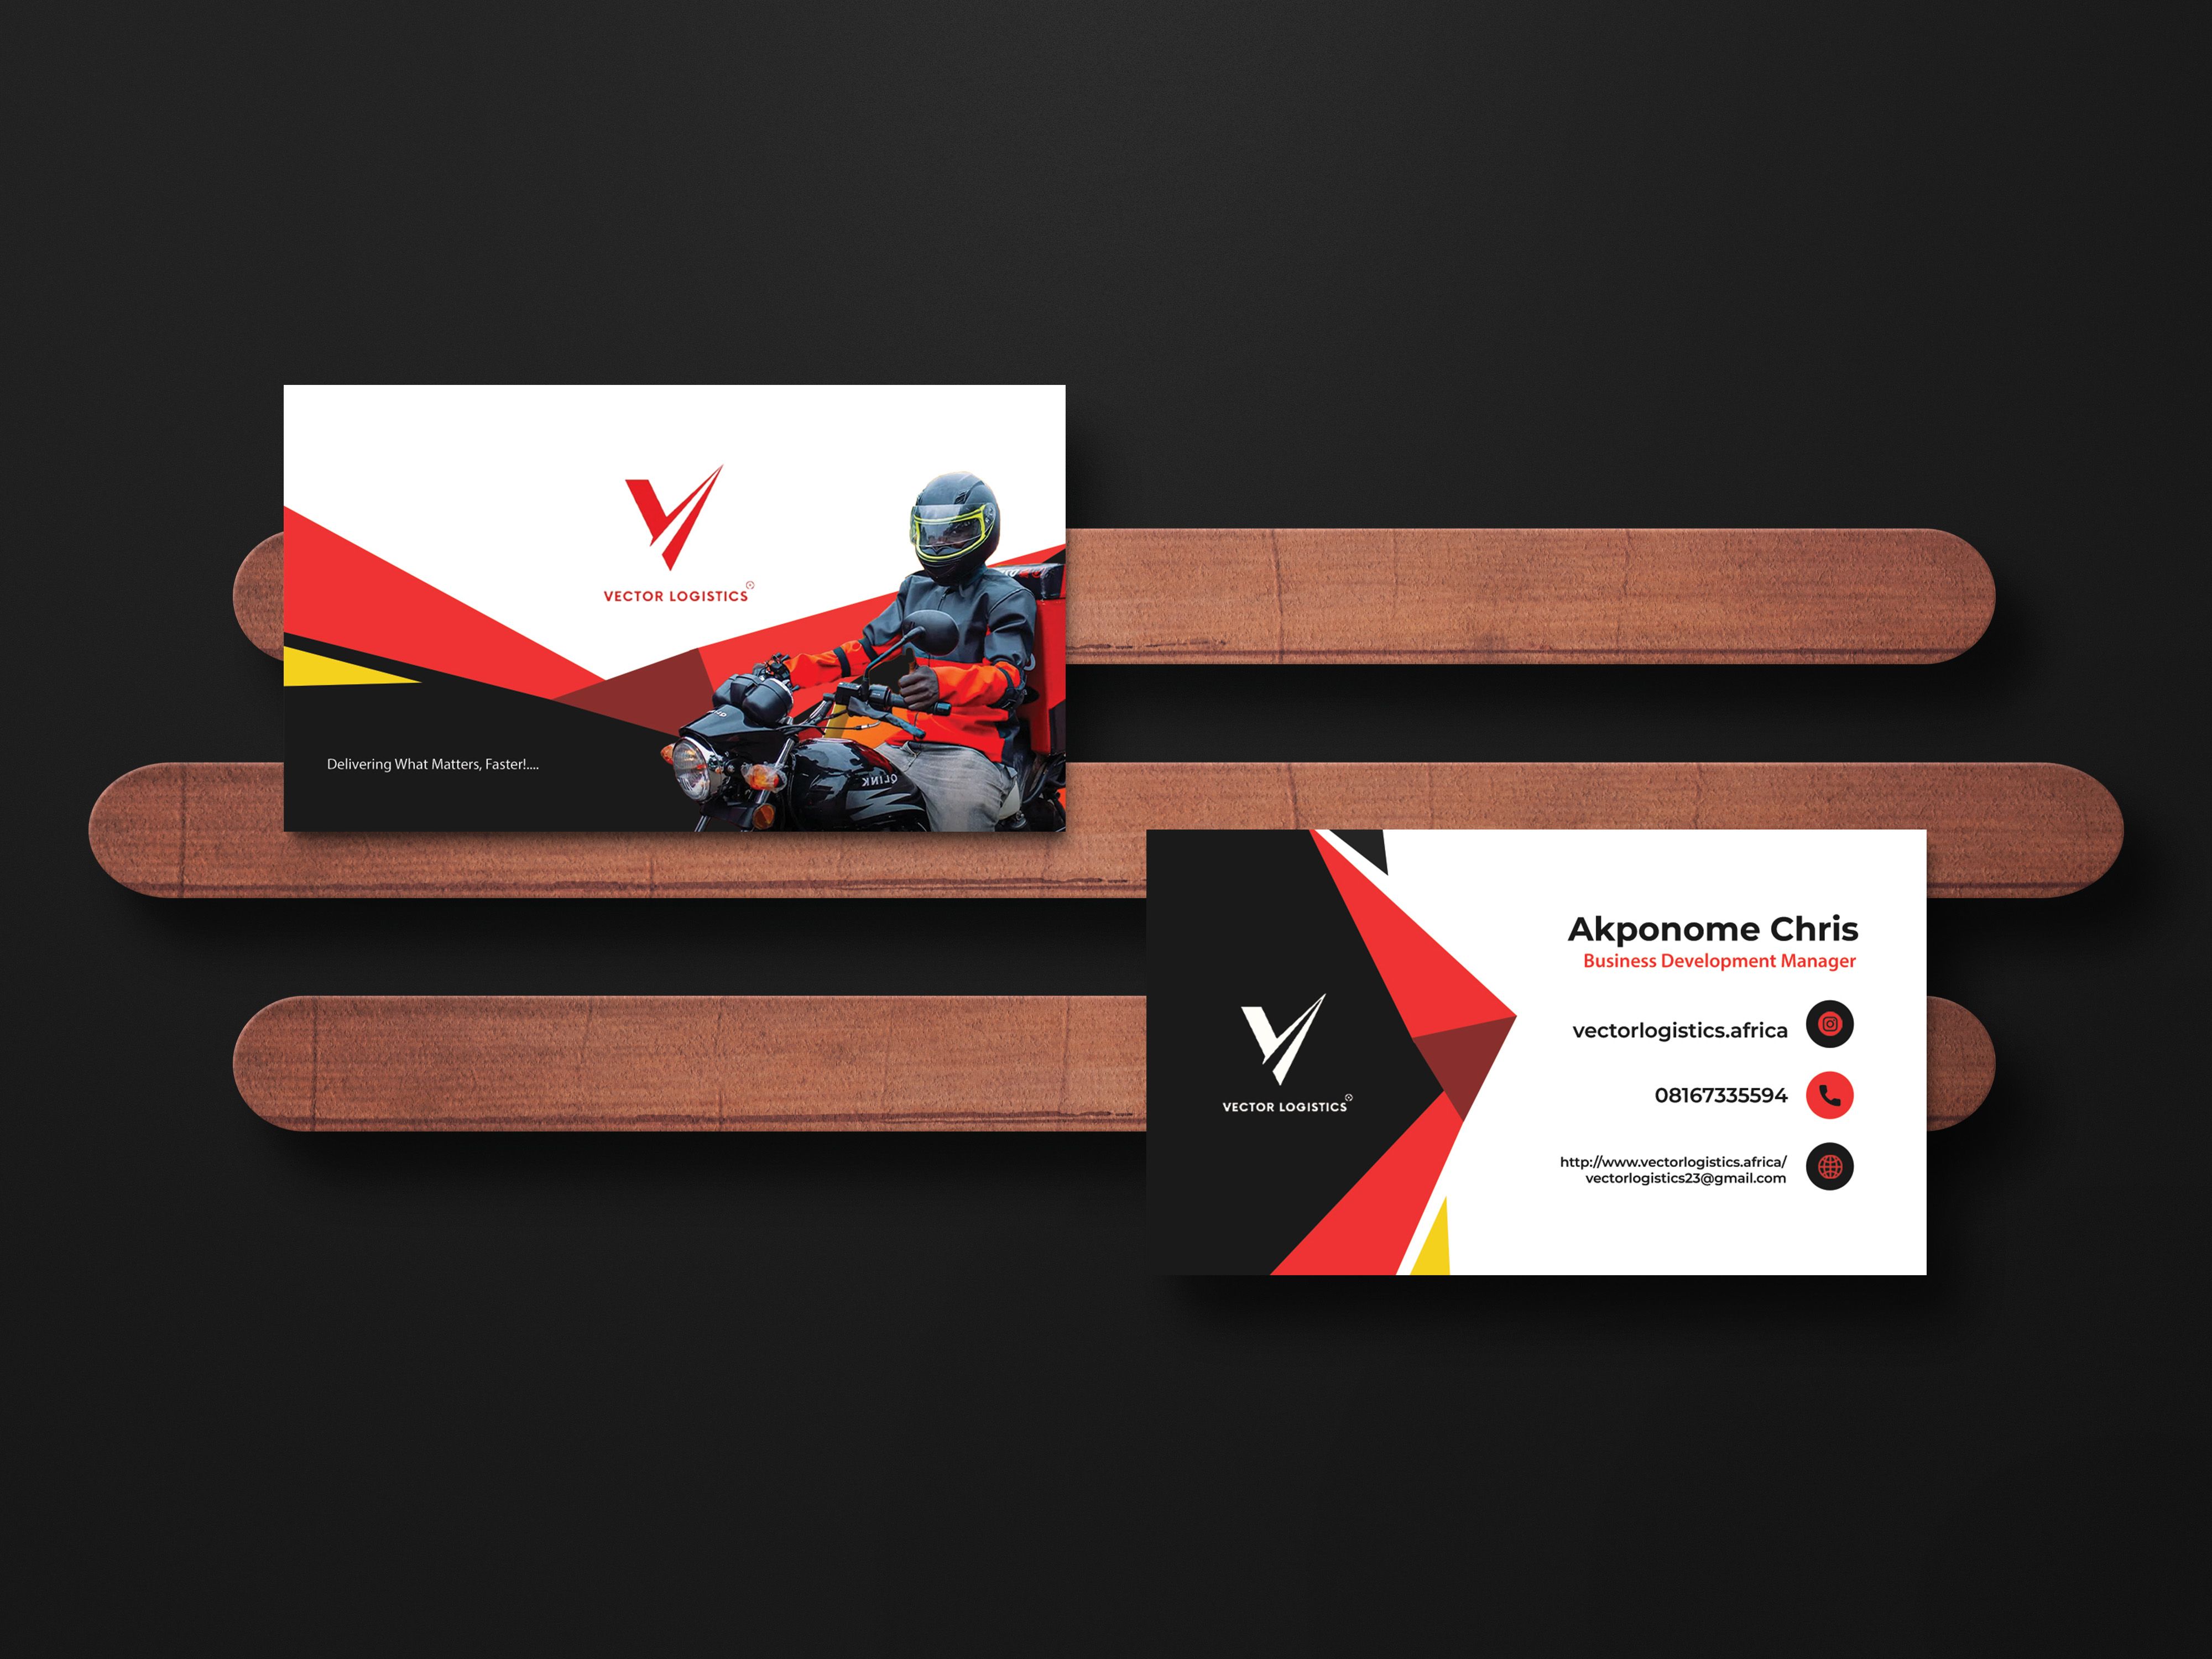 VECTOR LOGISTICS
Delivering What Matters, Faster!....
QLINK
Akponome Chris
Business Development Manager
vectorlogistics.africa
08167335594
http://www.vectorlogistics.africa/
vectorlogistics23@gmail.com
VECTOR LOGISTICS